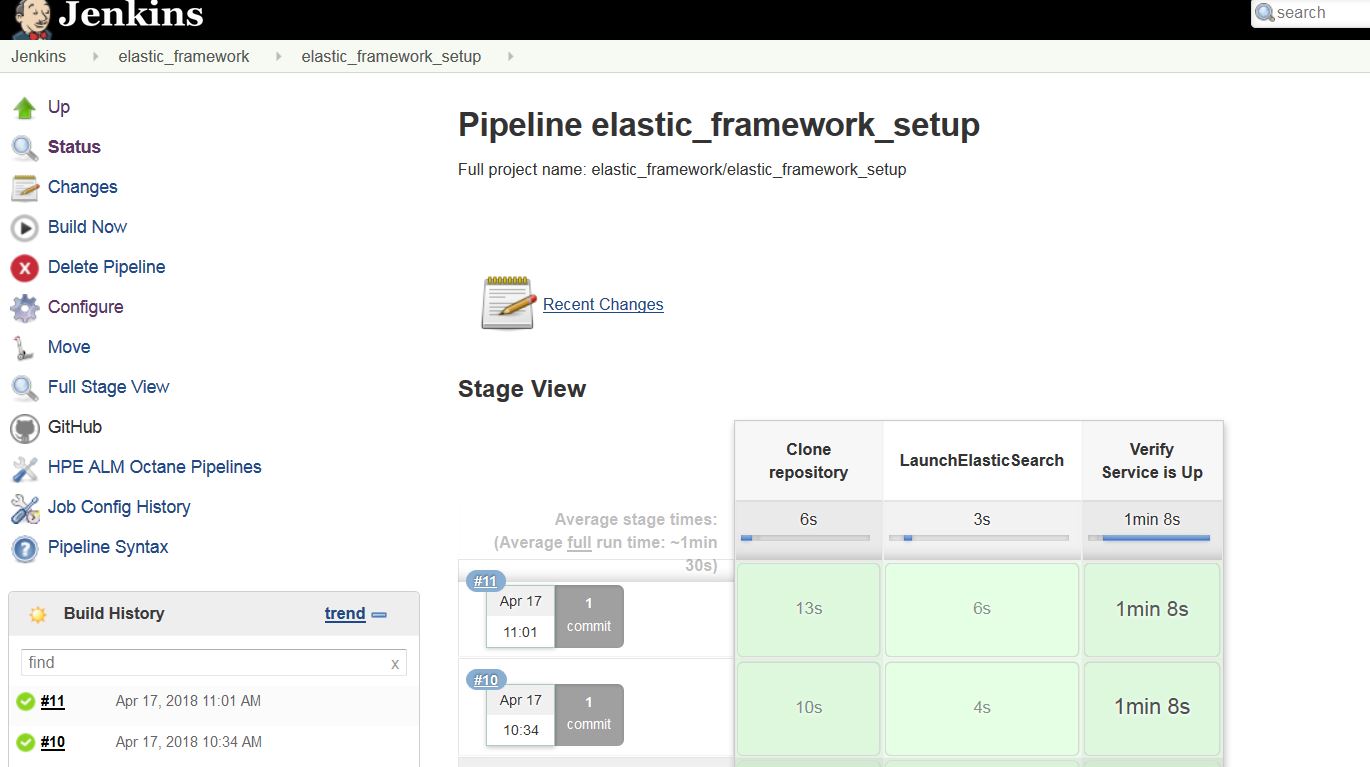 Jenkins
search
Jenkins
elastic_framework
elastic_framework_setup
Up
Status
Changes
Build Now
Delete Pipeline
Configure
Move
Full Stage View
GitHub
HPE ALM Octane Pipelines
Job Config History
Pipeline Syntax
Build History
trend
find
x
#11
Apr 17, 2018 11:01 AM
#10
Apr 17, 2018 10:34 AM
Pipeline elastic_framework_setup
Full project name: elastic_framework/elastic_framework_setup
Recent Changes
Stage View
Clone
repository
LaunchElasticSearch
Verify
Service is Up
Average stage times:
(Average full run time: ~1min
30s)
6s
3s
1min 8s
#11
Apr 17
11:01
1
commit
13s
6s
1min 8s
#10
Apr 17
10:34
1
commit
10s
4s
1min 8s